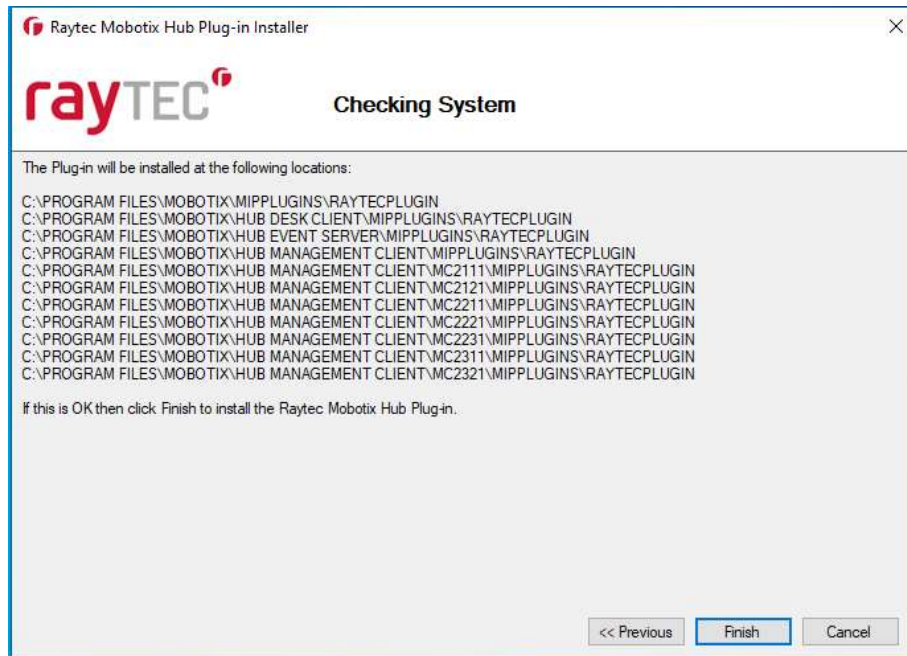 Raytec Mobotix Hub Plug-in Installer
rayTEC
Checking System
The Plug-in will be installed at the following locations:
C:\PROGRAM FILES\MOBOTIX\MIPPLUGINS\RAYTECPLUGIN
C:\PROGRAM FILES\MOBOTIX\HUB DESK CLIENT\MIPPLUGINS\RAYTECPLUGIN
C:\PROGRAM FILES\MOBOTIX\HUB EVENT SERVER\MIPPLUGINS\RAYTECPLUGIN
C:\PROGRAM FILES\MOBOTIX\HUB MANAGEMENT CLIENT\MIPPLUGINS\RAYTECPLUGIN
C:\PROGRAM FILES\MOBOTIX\HUB MANAGEMENT CLIENT\MC2111\MIPPLUGINS\RAYTECPLUGIN
C:\PROGRAM FILES\MOBOTIX\HUB MANAGEMENT CLIENT\MC2121\MIPPLUGINS\RAYTECPLUGIN
C:\PROGRAM FILES\MOBOTIX\HUB MANAGEMENT CLIENT\MC2211\MIPPLUGINS\RAYTECPLUGIN
C:\PROGRAM FILES\MOBOTIX\HUB MANAGEMENT CLIENT\MC2221\MIPPLUGINS\RAYTECPLUGIN
C:\PROGRAM FILES\MOBOTIX\HUB MANAGEMENT CLIENT\MC2231\MIPPLUGINS\RAYTECPLUGIN
C:\PROGRAM FILES\MOBOTIX\HUB MANAGEMENT CLIENT\MC2311\MIPPLUGINS\RAYTECPLUGIN
C:\PROGRAM FILES\MOBOTIX\HUB MANAGEMENT CLIENT\MC2321\MIPPLUGINS\RAYTECPLUGIN
If this is OK then click Finish to install the Raytec Mobotix Hub Plug-in.
<< Previous
Finish
Cancel